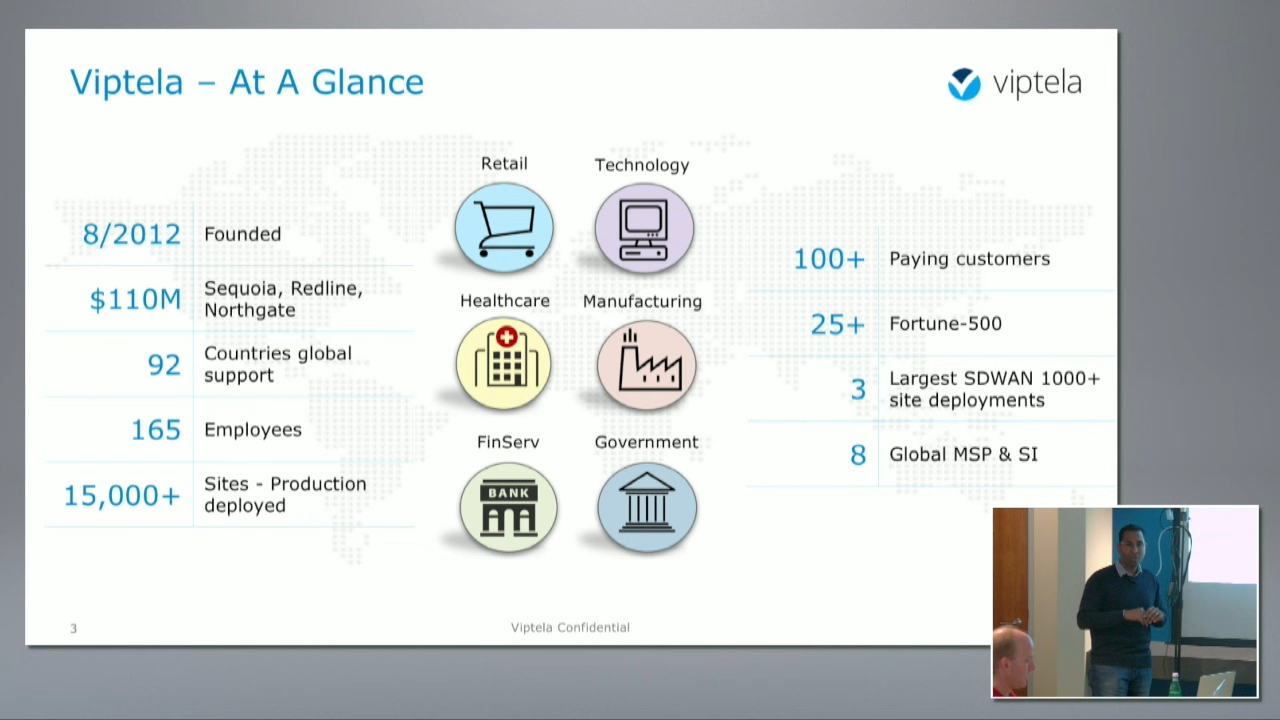 Viptela – At A Glance
viptela
8/2012 Founded
$110M Sequoia, Redline,
Northgate
92 Countries global
support
165 Employees
15,000+ Sites - Production
deployed
Retail
Technology
Healthcare
Manufacturing
FinServ
Government
BANK
100+ Paying customers
25+ Fortune-500
3 Largest SDWAN 1000+
site deployments
8 Global MSP & SI
3
Viptela Confidential